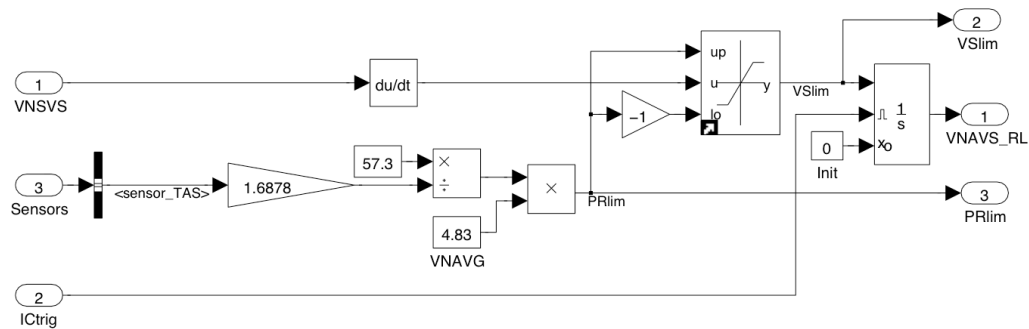 2
VSlim
1
VNSVS
du/dt
up
u
lo
y
−1
VSlim
1
s
xo
0
Init
1
VNAVS_RL
57.3
×
÷
×
3
Sensors
<sensor_TAS>
1.6878
PRlim
3
PRlim
4.83
VNAVG
2
ICtrig